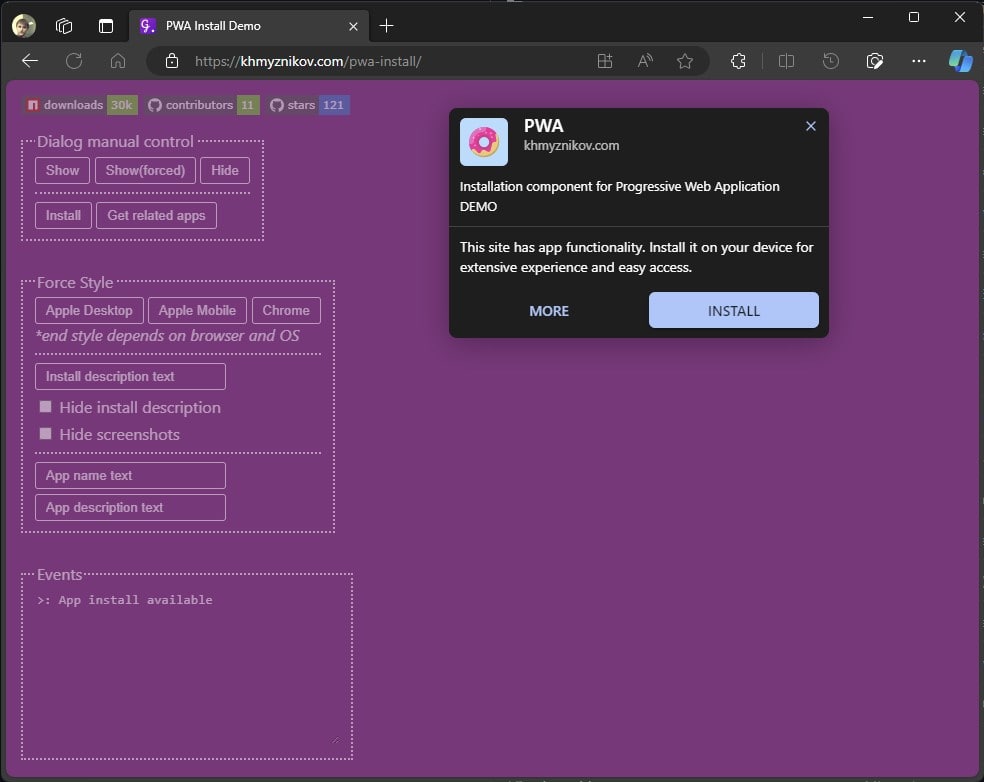 PWA Install Demo
https://khmyznikov.com/pwa-install/
downloads 30k contributors 11 stars 121
Dialog manual control
Show Show(forced) Hide
Install Get related apps
Force Style
Apple Desktop Apple Mobile Chrome
*end style depends on browser and OS
Install description text
Hide install description
Hide screenshots
App name text
App description text
Events
>: App install available
PWA
khmyznikov.com
Installation component for Progressive Web Application
DEMO
This site has app functionality. Install it on your device for
extensive experience and easy access.
MORE INSTALL